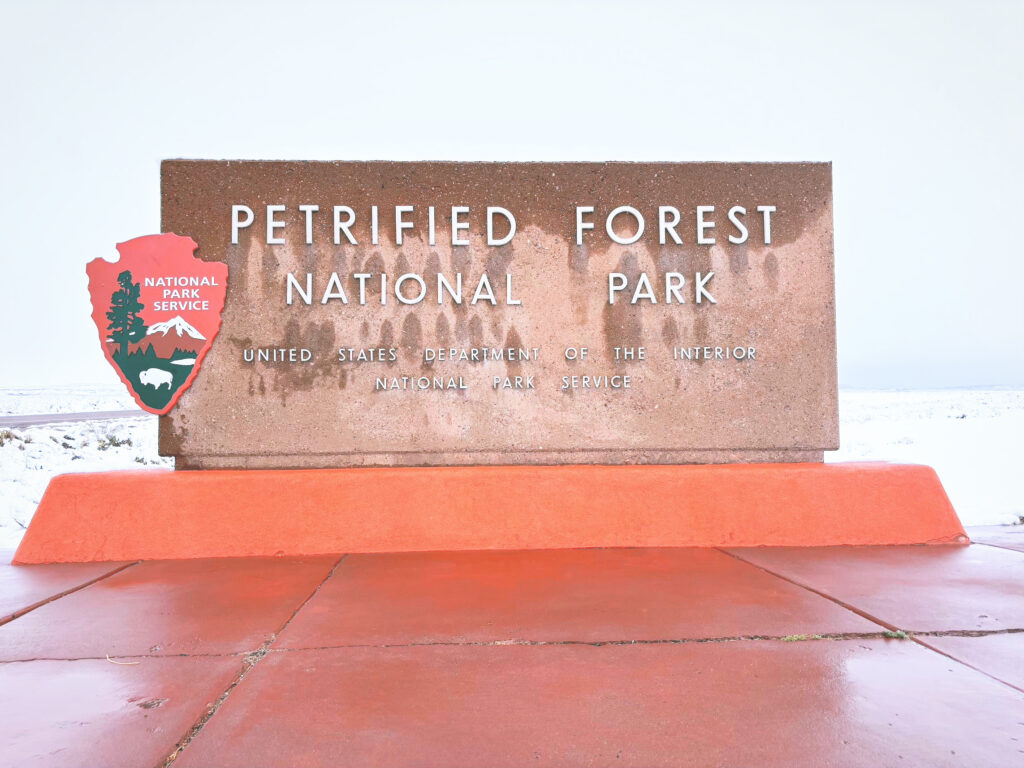 PETRIFIED FOREST
NATIONAL PARK
UNITED STATES DEPARTMENT OF THE INTERIOR
NATIONAL PARK SERVICE
NATIONAL
PARK
SERVICE